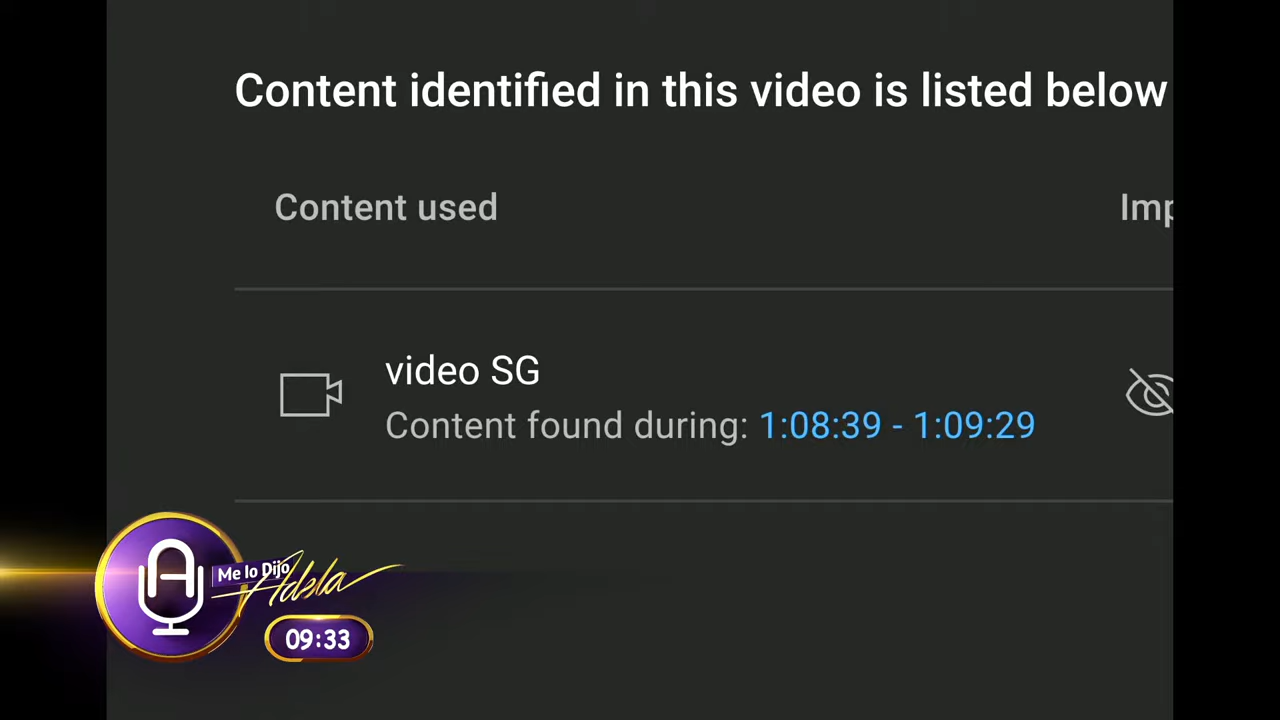 Content identified in this video is listed below
Content used
video SG
Content found during: 1:08:39 - 1:09:29
Me lo Dijo
Adela
09:33